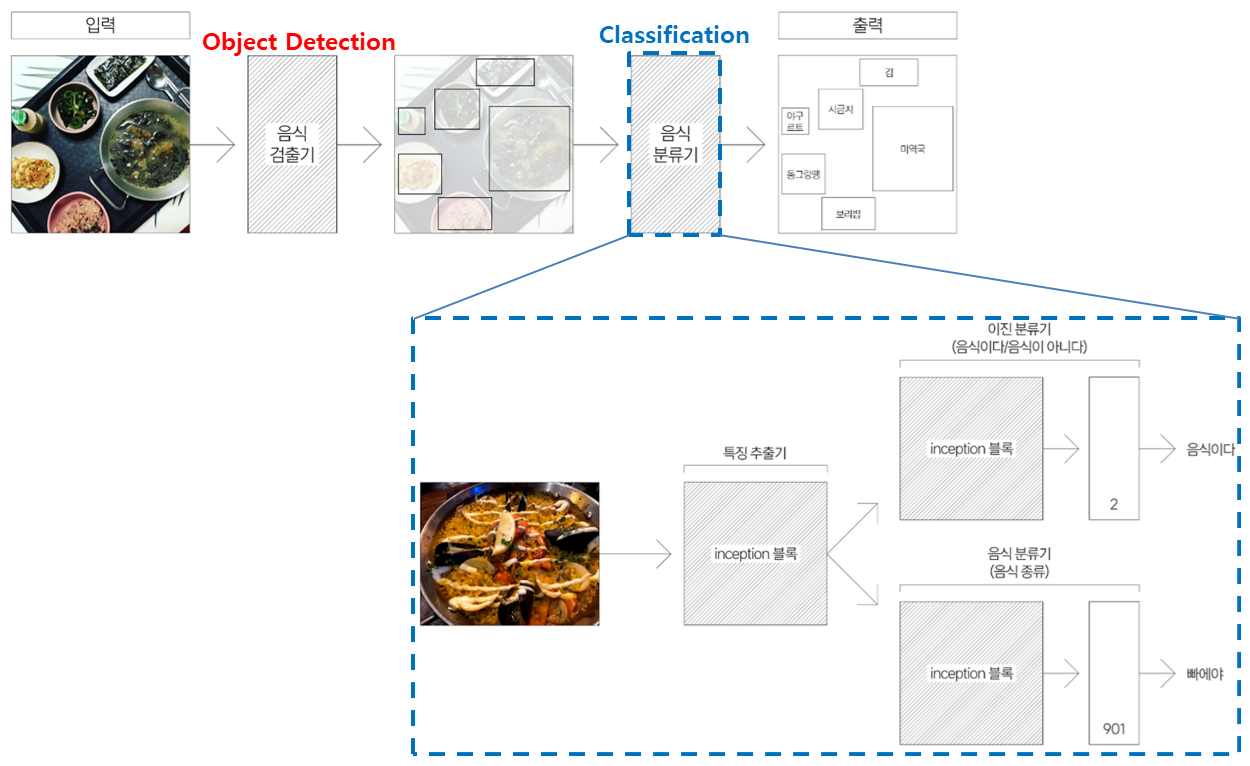 입력
Object Detection
Classification
출력
음식
검출기
음식
분류기
김
시금치
야구
르트
미역국
동그랑땡
보리밥
이진 분류기
(음식이다/음식이 아니다)
inception 블록
2
음식이다
특징 추출기
inception 블록
음식 분류기
(음식 종류)
inception 블록
901
빠에야